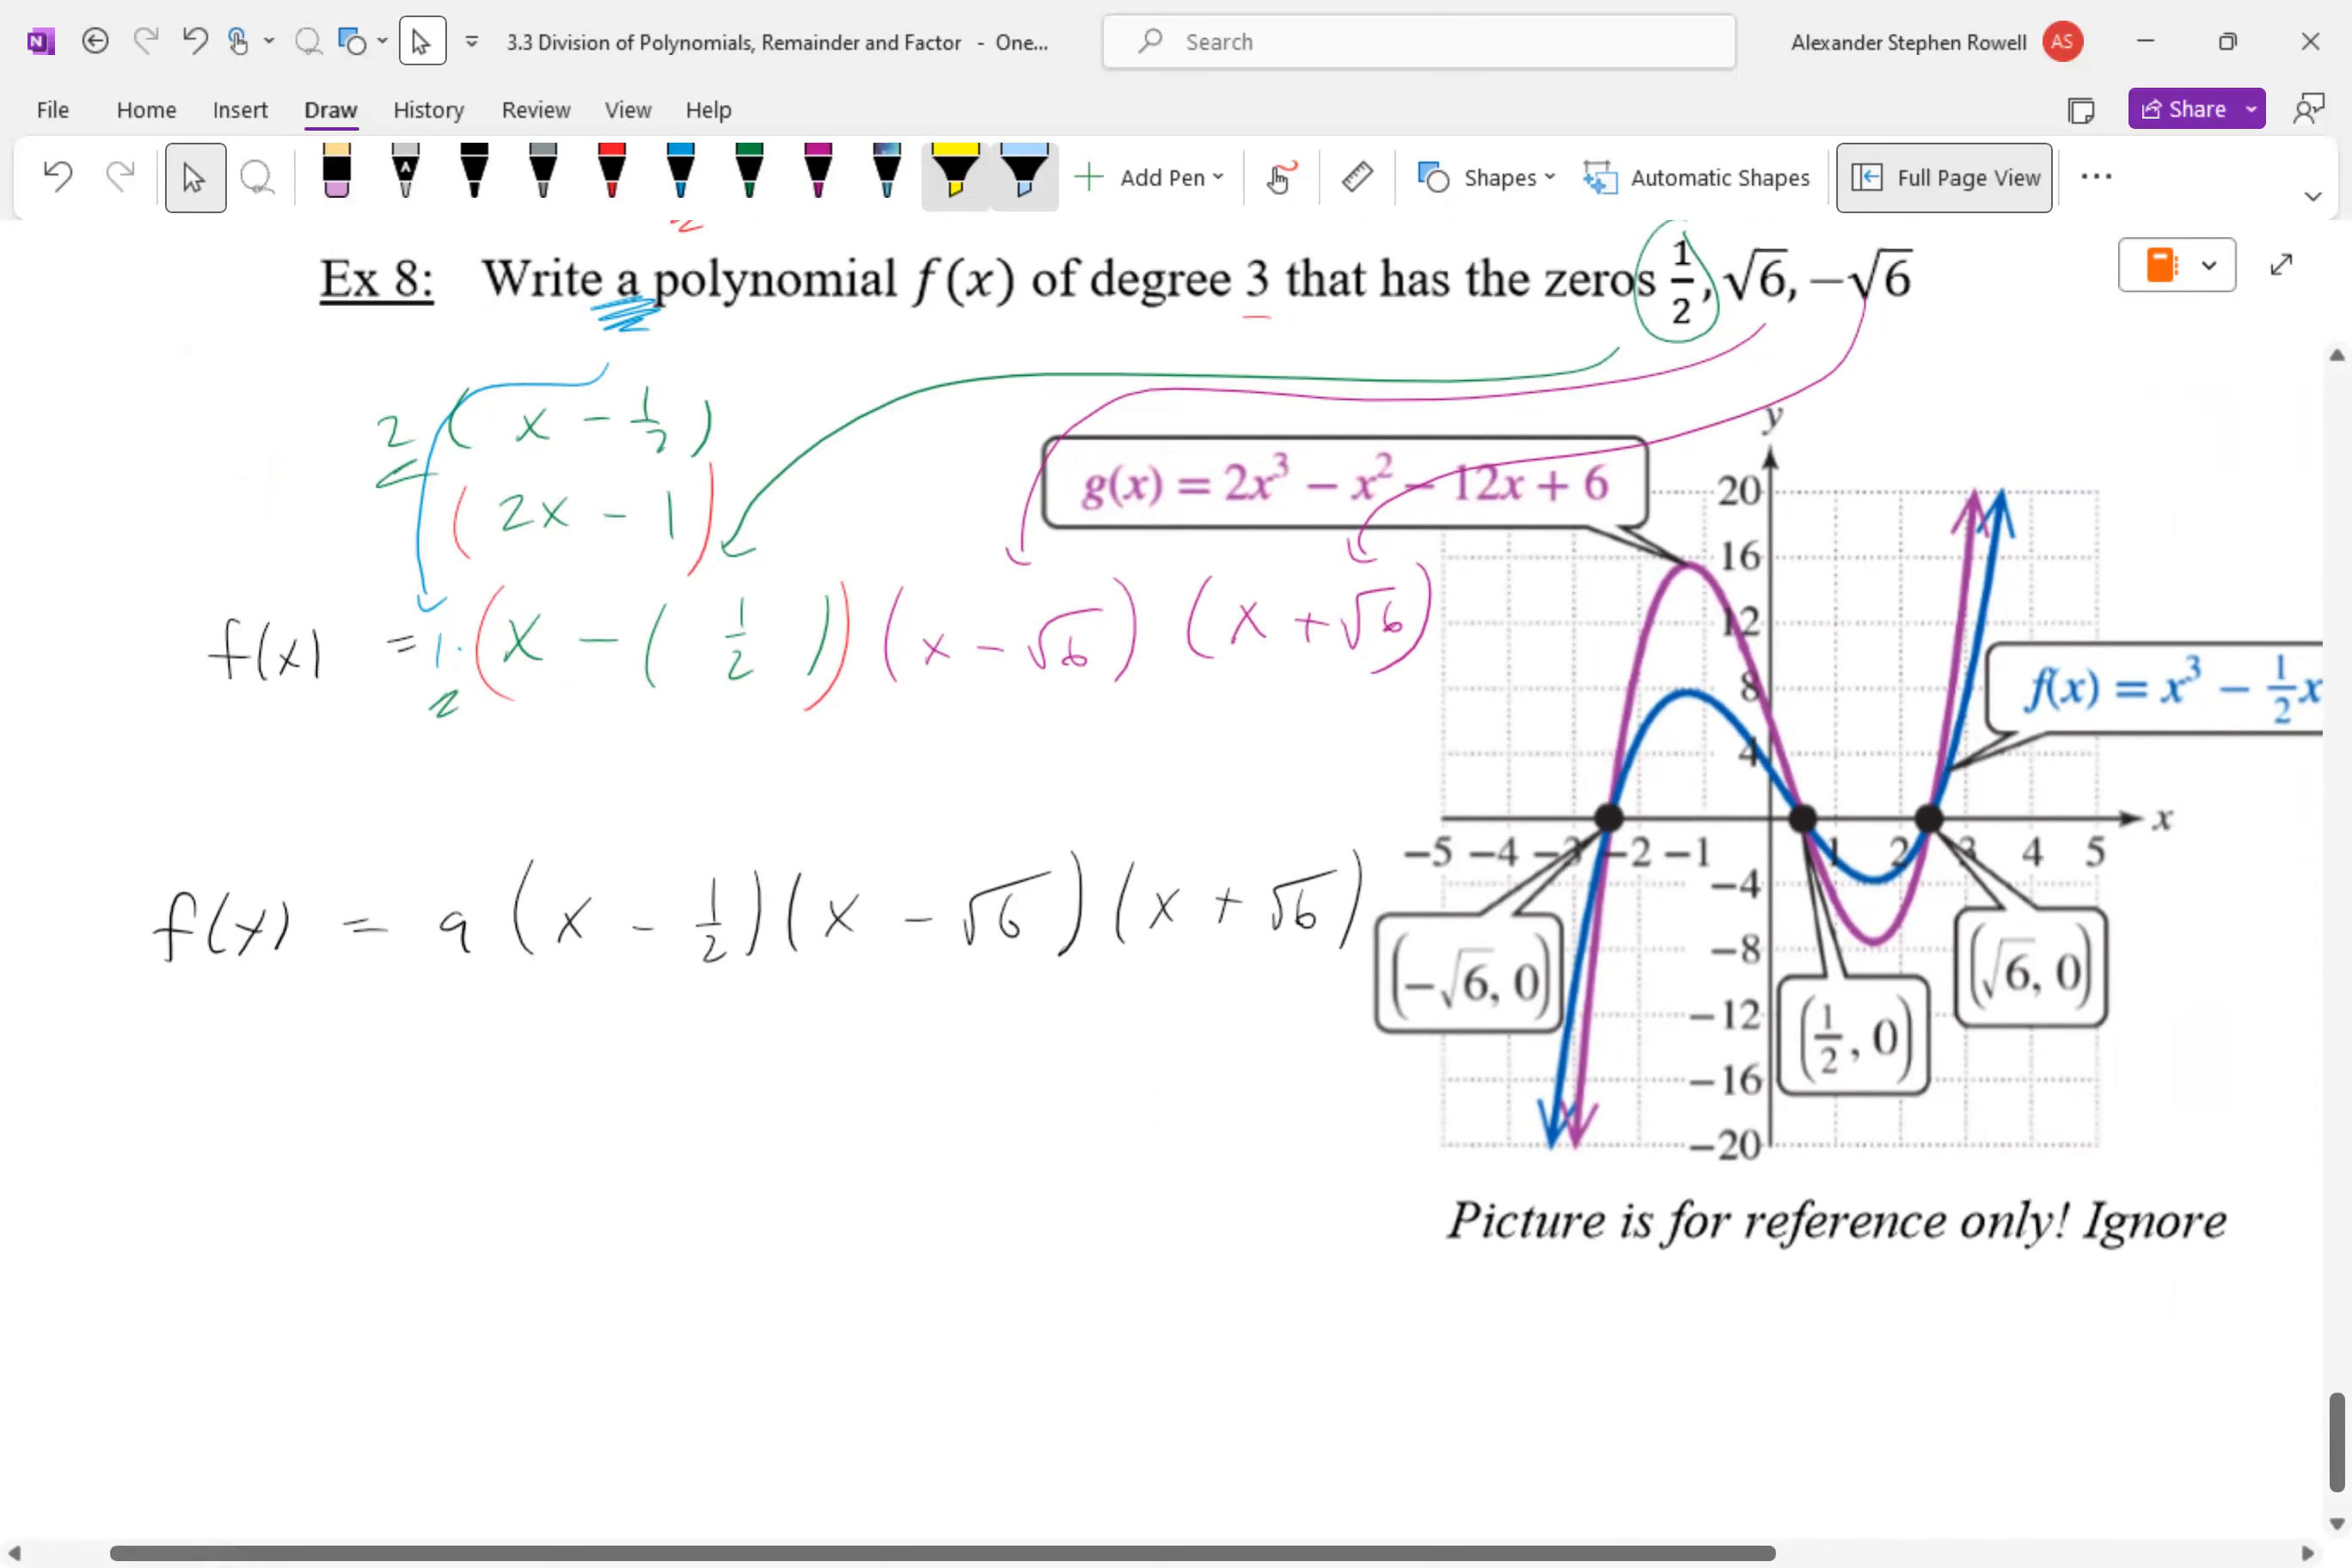 3.3 Division of Polynomials, Remainder and Factor - One...
Search
Alexander Stephen Rowell AS
File Home Insert Draw History Review View Help
Share
Add Pen Shapes Automatic Shapes Full Page View
2
Ex 8: Write a polynomial f(x) of degree 3 that has the zeros 1/2, √6, −√6
2 (x − 1/2)
(2x − 1)
g(x) = 2x³ − x² − 12x + 6
f(x) = 1· (x − (1/2)) (x − √6) (x + √6)
2
f(x) = x³ − 1/2x
f(x) = a (x − 1/2)(x − √6)(x + √6)
y
20
16
12
8
4
x
−5 −4 −3 −2 −1 1 2 3 4 5
−4
−8
−12
−16
−20
(−√6, 0)
(1/2, 0)
(√6, 0)
Picture is for reference only! Ignore